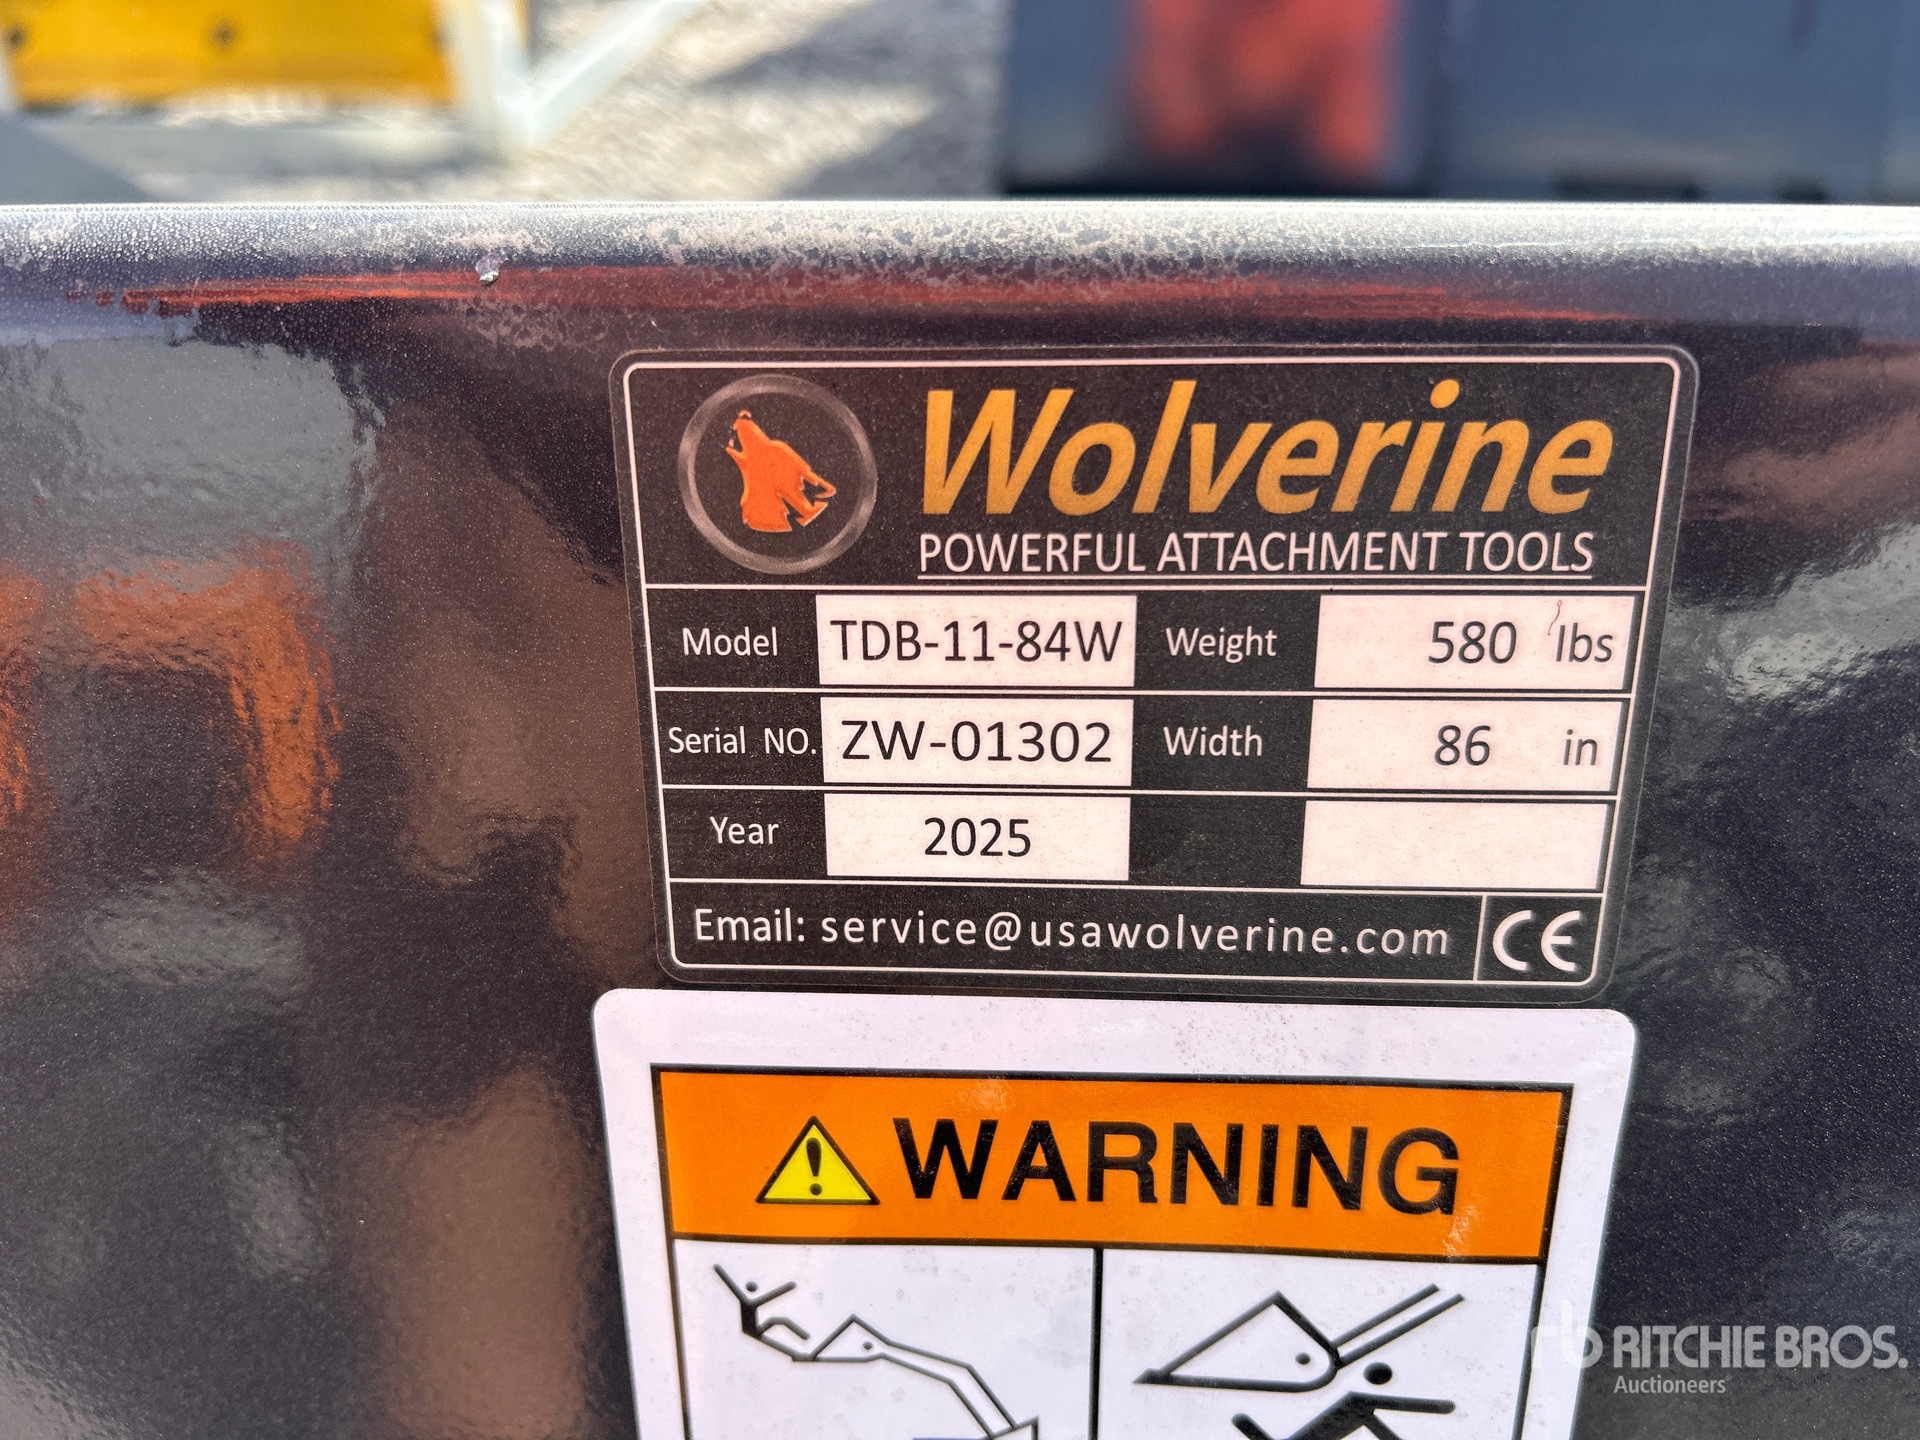 Wolverine
POWERFUL ATTACHMENT TOOLS
Model TDB-11-84W Weight 580 lbs
Serial NO. ZW-01302 Width 86 in
Year 2025
Email: service@usawolverine.com CE
WARNING
rb RITCHIE BROS.
Auctioneers